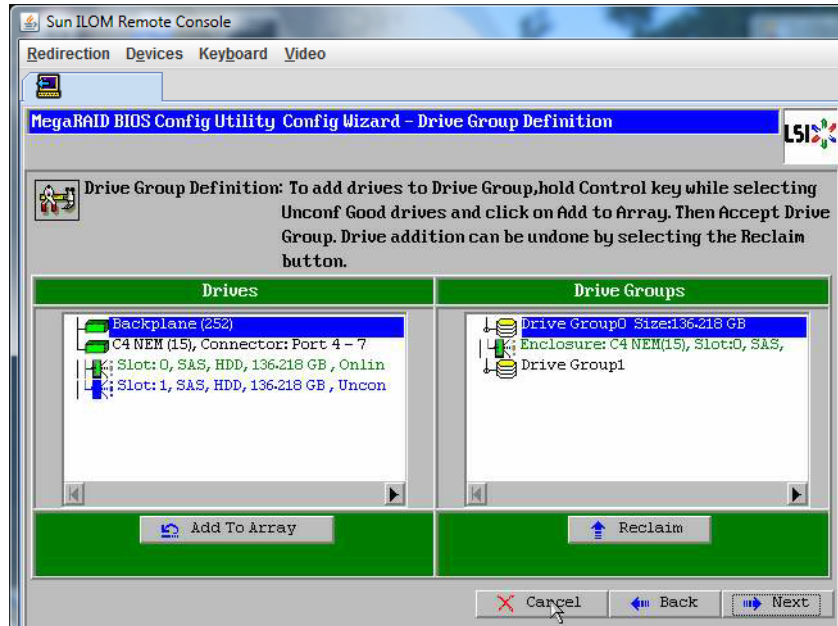 Sun ILOM Remote Console
Redirection Devices Keyboard Video
MegaRAID BIOS Config Utility Config Wizard - Drive Group Definition
LSI
Drive Group Definition: To add drives to Drive Group,hold Control key while selecting
Unconf Good drives and click on Add to Array. Then Accept Drive
Group. Drive addition can be undone by selecting the Reclaim
button.
Drives
Drive Groups
Backplane (252)
C4 NEM (15), Connector: Port 4 - 7
Slot: 0, SAS, HDD, 136.218 GB , Onlin
Slot: 1, SAS, HDD, 136.218 GB , Uncon
Drive Group0 Size:136.218 GB
Enclosure: C4 NEM(15), Slot:0, SAS,
Drive Group1
Add To Array
Reclaim
Cancel
Back
Next